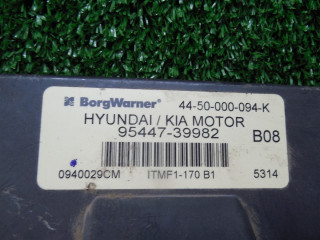 BorgWarner 44-50-000-094-K
HYUNDAI / KIA MOTOR
95447-39982 B08
0940029CM ITMF1-170 B1 5314